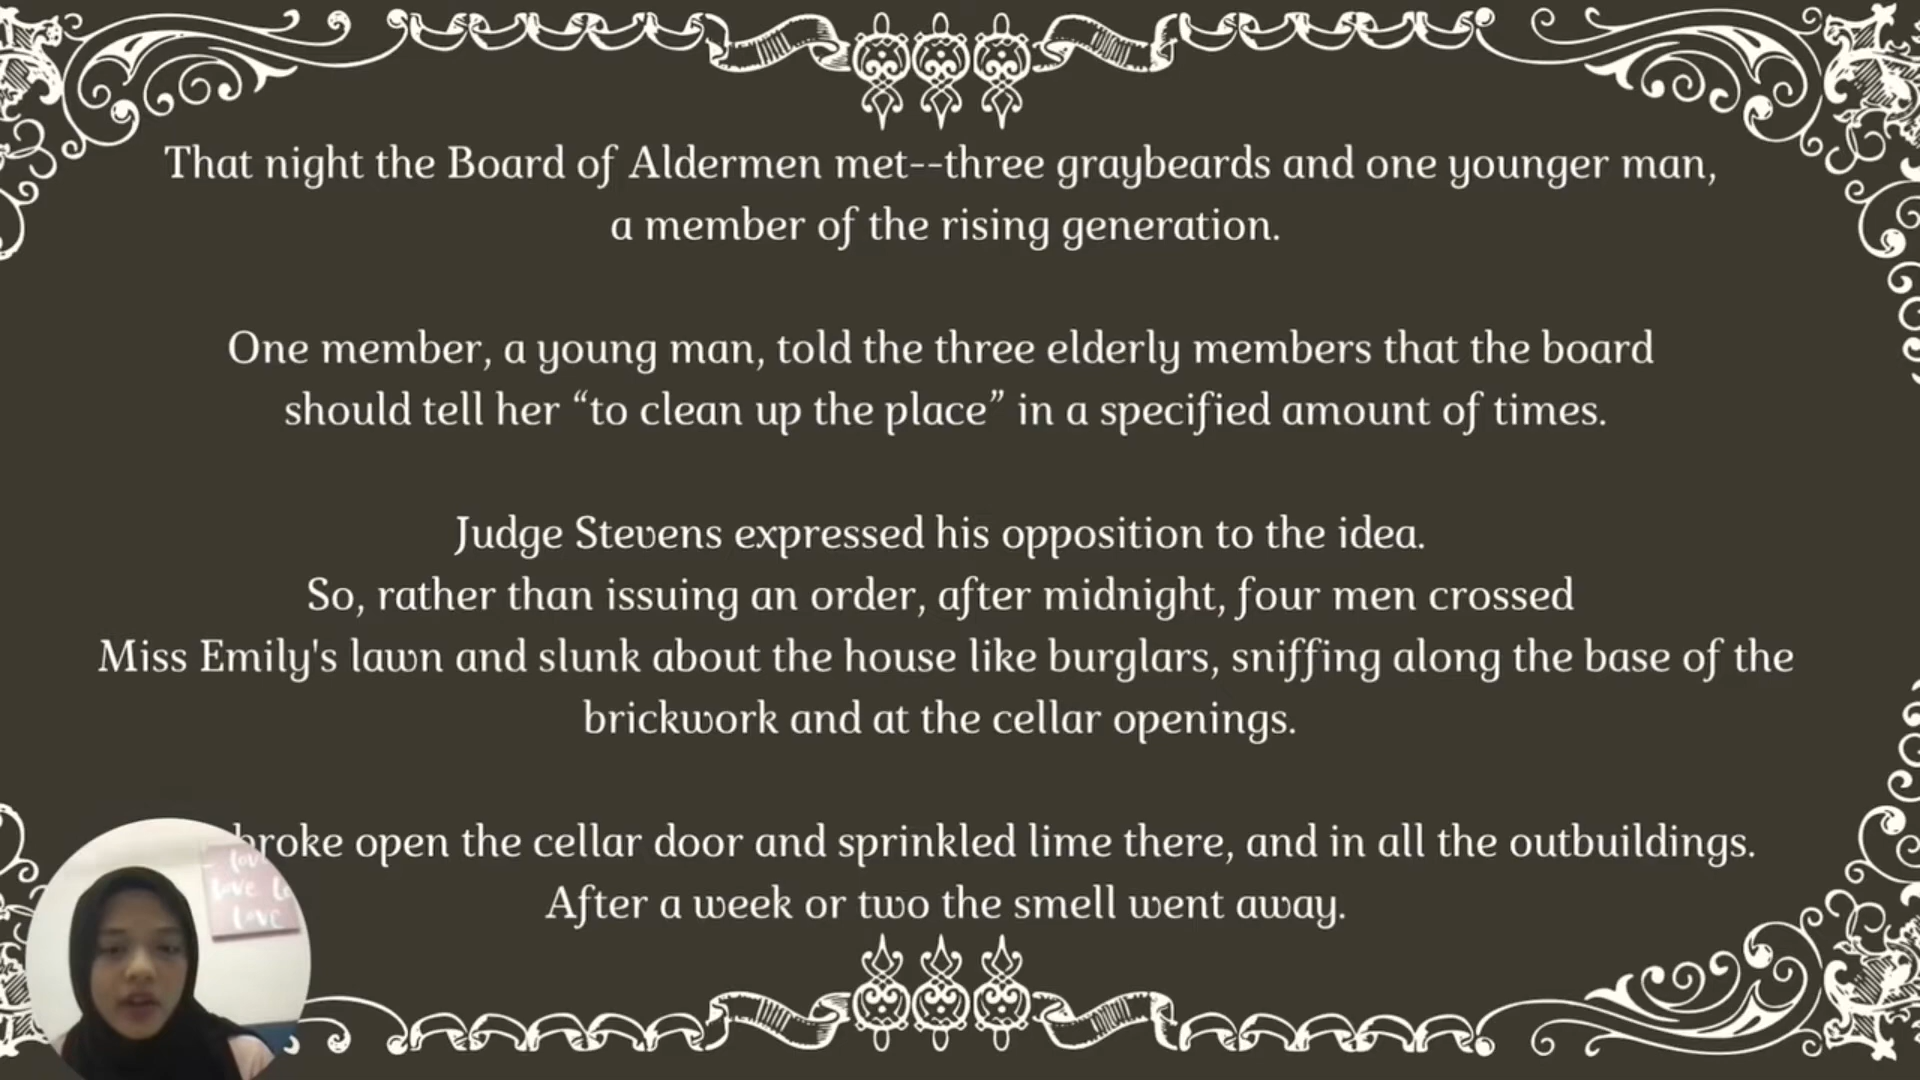 That night the Board of Aldermen met--three graybeards and one younger man,
a member of the rising generation.
One member, a young man, told the three elderly members that the board
should tell her “to clean up the place” in a specified amount of times.
Judge Stevens expressed his opposition to the idea.
So, rather than issuing an order, after midnight, four men crossed
Miss Emily's lawn and slunk about the house like burglars, sniffing along the base of the
brickwork and at the cellar openings.
broke open the cellar door and sprinkled lime there, and in all the outbuildings.
After a week or two the smell went away.
love
love
love